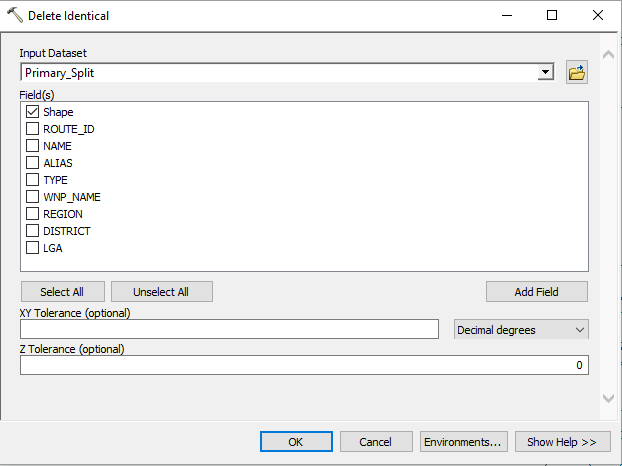 Delete Identical
Input Dataset
Primary_Split
Field(s)
Shape
ROUTE_ID
NAME
ALIAS
TYPE
WNP_NAME
REGION
DISTRICT
LGA
Select All Unselect All Add Field
XY Tolerance (optional)
Decimal degrees
Z Tolerance (optional)
0
OK Cancel Environments... Show Help >>